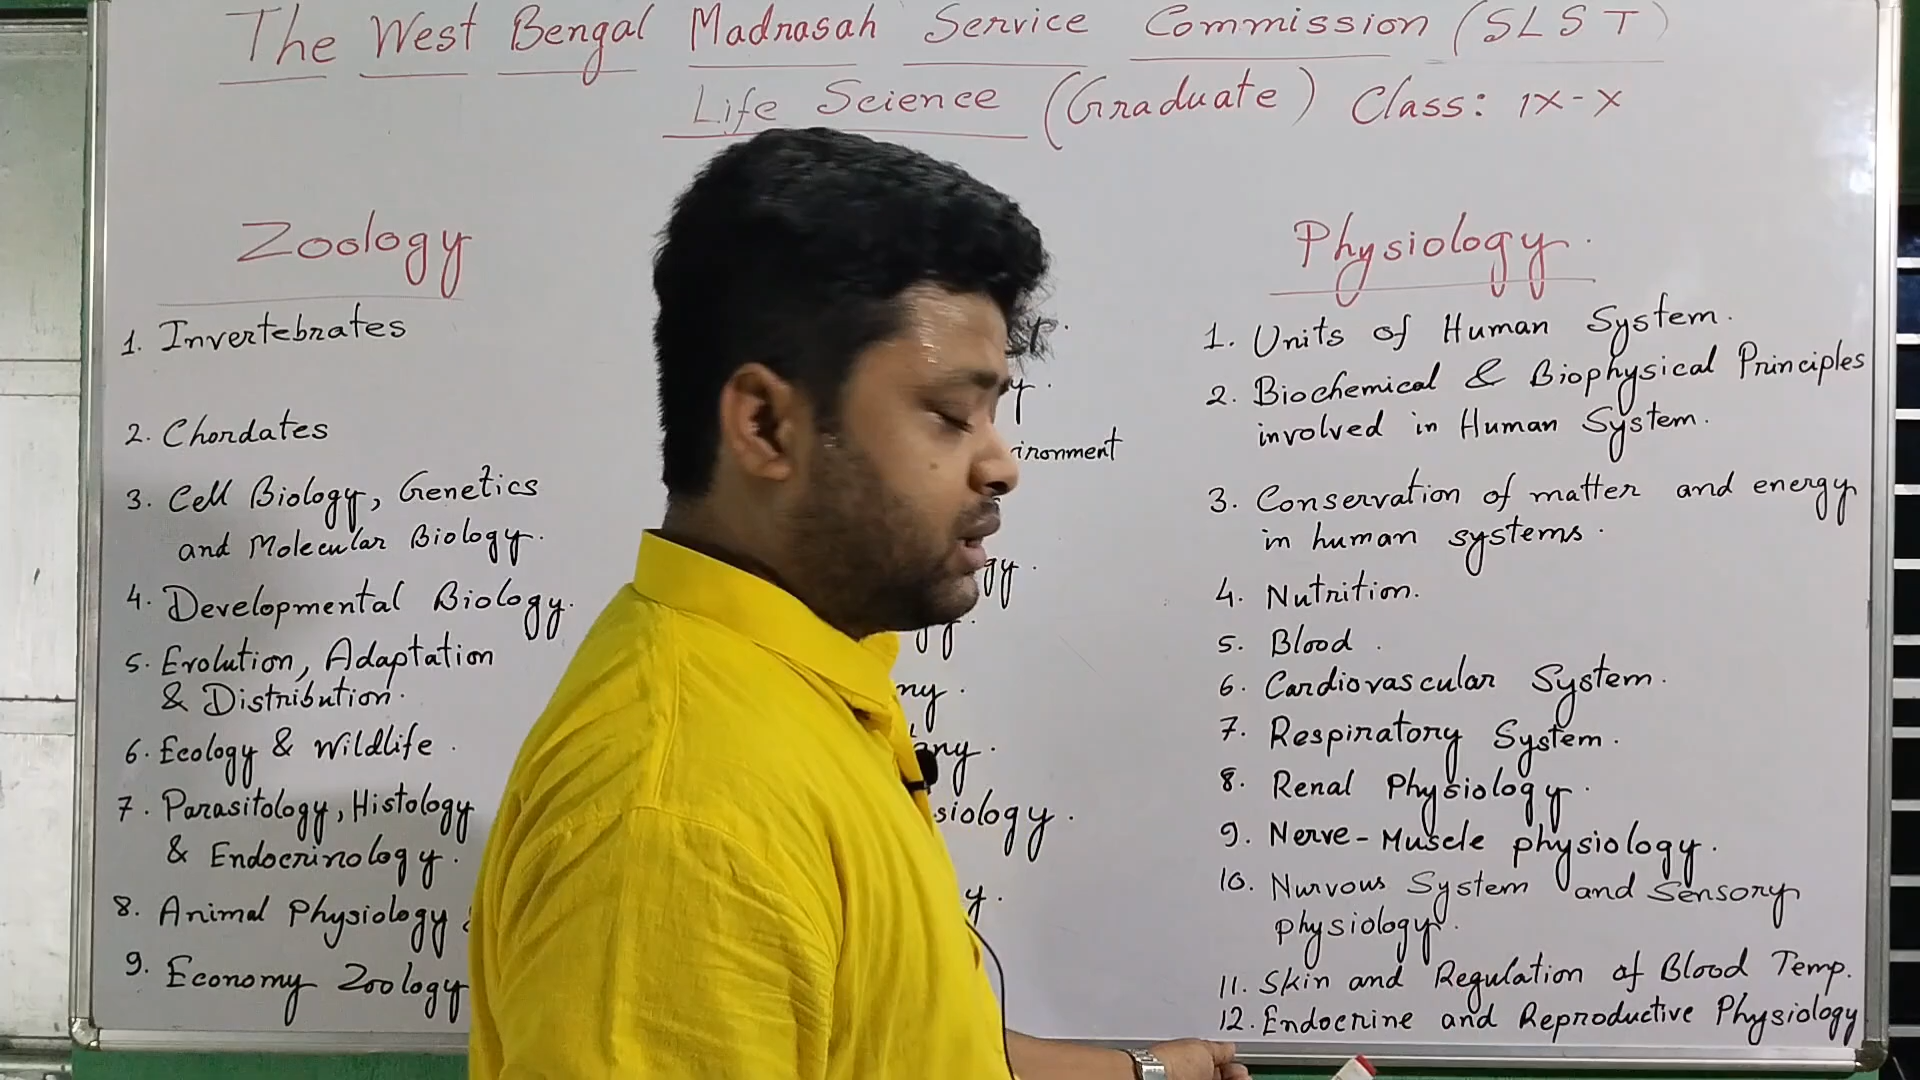 The West Bengal Madrasah Service Commission (SLST)
Life Science (Graduate) Class: IX-X
Zoology
1. Invertebrates
2. Chordates
3. Cell Biology, Genetics
and Molecular Biology.
4. Developmental Biology.
5. Evolution, Adaptation
& Distribution.
6. Ecology & Wildlife.
7. Parasitology, Histology
& Endocrinology.
8. Animal Physiology
9. Economy Zoology
Physiology.
1. Units of Human System.
2. Biochemical & Biophysical Principles
involved in Human System.
3. Conservation of matter and energy
in human systems.
4. Nutrition.
5. Blood.
6. Cardiovascular System.
7. Respiratory System.
8. Renal Physiology.
9. Nerve-Muscle physiology.
10. Nurvous System and Sensory
physiology.
11. Skin and Regulation of Blood Temp.
12. Endocrine and Reproductive Physiology